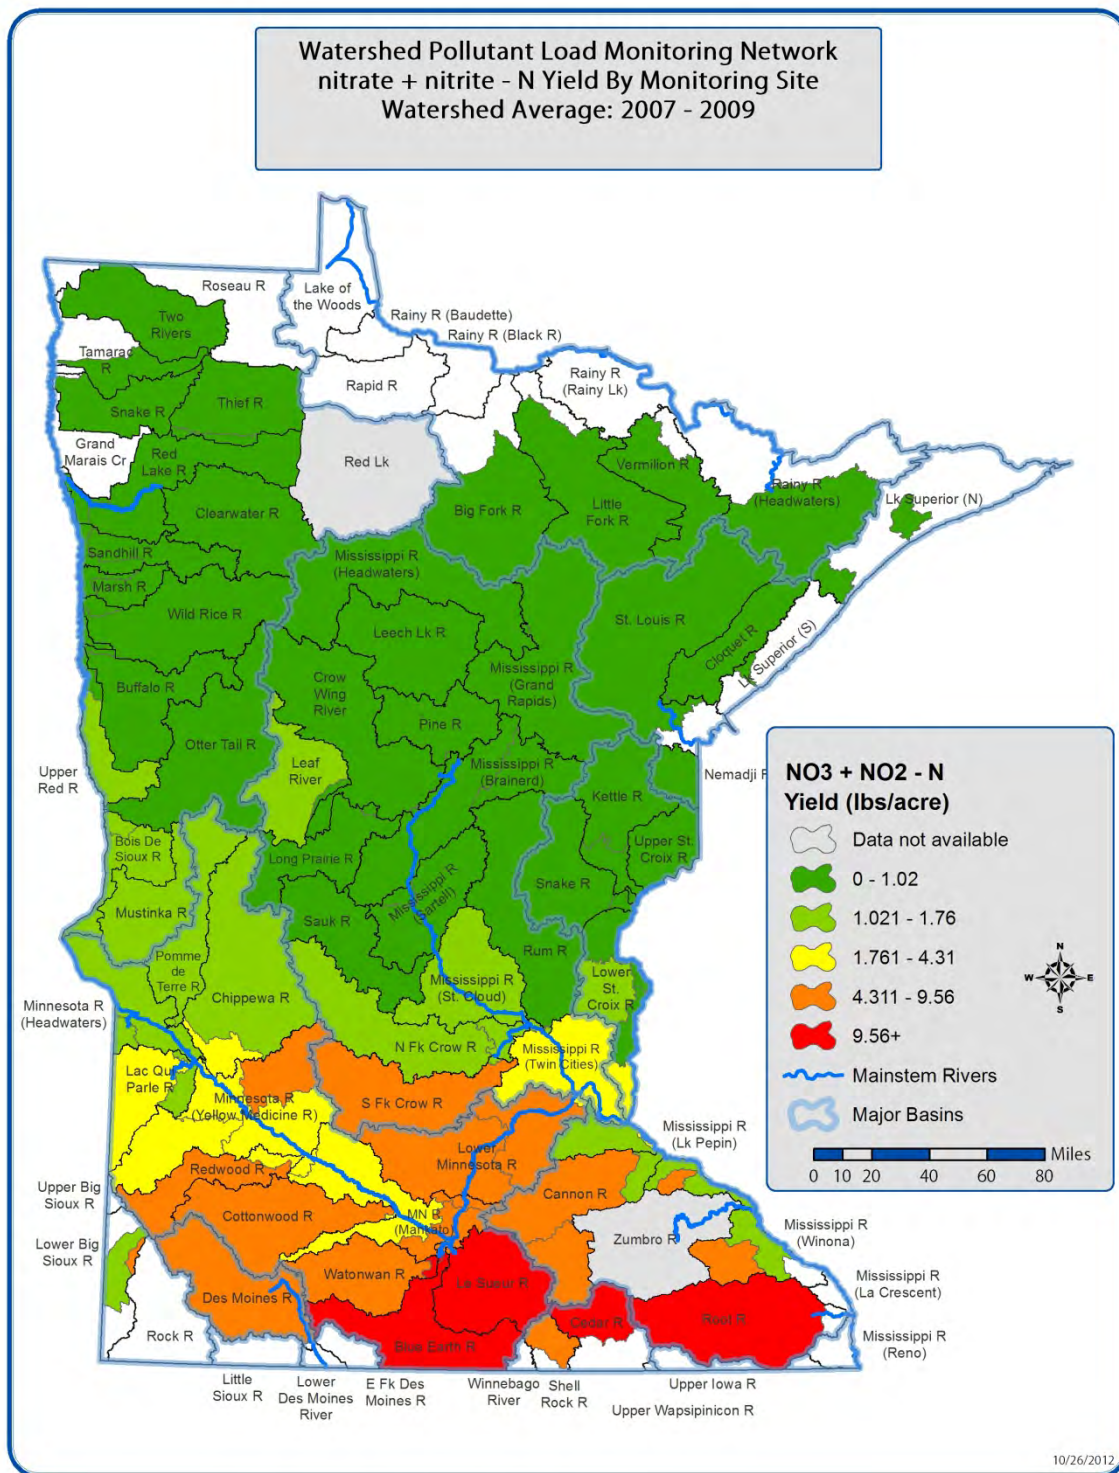 Watershed Pollutant Load Monitoring Network
nitrate + nitrite - N Yield By Monitoring Site
Watershed Average: 2007 - 2009
Roseau R
Lake of
the Woods
Two
Rivers
Rainy R (Baudette)
Rainy R (Black R)
Tamarac
R
Rapid R
Rainy R
(Rainy Lk)
Snake R
Thief R
Grand
Marais Cr
Red
Lake R
Red Lk
Vermilion R
Rainy R
(Headwaters)
Lk Superior (N)
Clearwater R
Big Fork R
Little
Fork R
Sandhill R
Mississippi R
(Headwaters)
Marsh R
Wild Rice R
Leech Lk R
St. Louis R
Cloquet R
Lk Superior (S)
Buffalo R
Crow
Wing
River
Mississippi R
(Grand
Rapids)
Pine R
Otter Tail R
Upper
Red R
Leaf
River
Mississippi R
(Brainerd)
Nemadji R
Kettle R
Bois De
Sioux R
Long Prairie R
Upper St.
Croix R
Mustinka R
Mississippi R
(Sartell)
Snake R
Sauk R
Rum R
Pomme
de
Terre R
Chippewa R
Mississippi R
(St. Cloud)
Lower
St.
Croix R
Minnesota R
(Headwaters)
N Fk Crow R
Mississippi R
(Twin Cities)
Lac Qui
Parle R
Minnesota R
(Yellow Medicine R)
S Fk Crow R
Mississippi R
(Lk Pepin)
Lower
Minnesota R
Redwood R
Upper Big
Sioux R
Cannon R
Cottonwood R
MN R
(Mankato)
Mississippi R
(Winona)
Lower Big
Sioux R
Zumbro R
Watonwan R
Le Sueur R
Mississippi R
(La Crescent)
Des Moines R
Rock R
Blue Earth R
Cedar R
Root R
Mississippi R
(Reno)
Little
Sioux R
Lower
Des Moines
River
E Fk Des
Moines R
Winnebago
River
Shell
Rock R
Upper Iowa R
Upper Wapsipinicon R
NO3 + NO2 - N
Yield (lbs/acre)
Data not available
0 - 1.02
1.021 - 1.76
1.761 - 4.31
4.311 - 9.56
9.56+
Mainstem Rivers
Major Basins
N
W E
S
Miles
0 10 20 40 60 80
10/26/2012